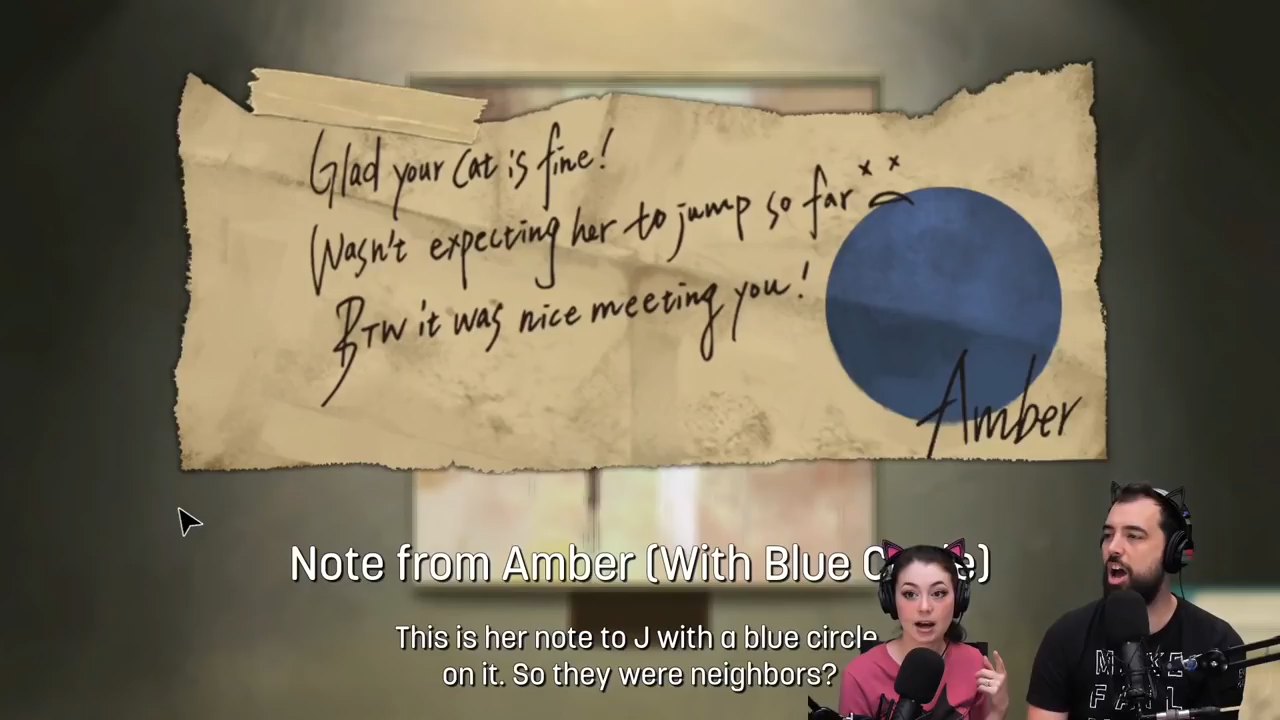 Glad your cat is fine!
Wasn't expecting her to jump so far
BTW it was nice meeting you!
Amber
Note from Amber (With Blue
This is her note to J with a blue circle
on it. So they were neighbors?